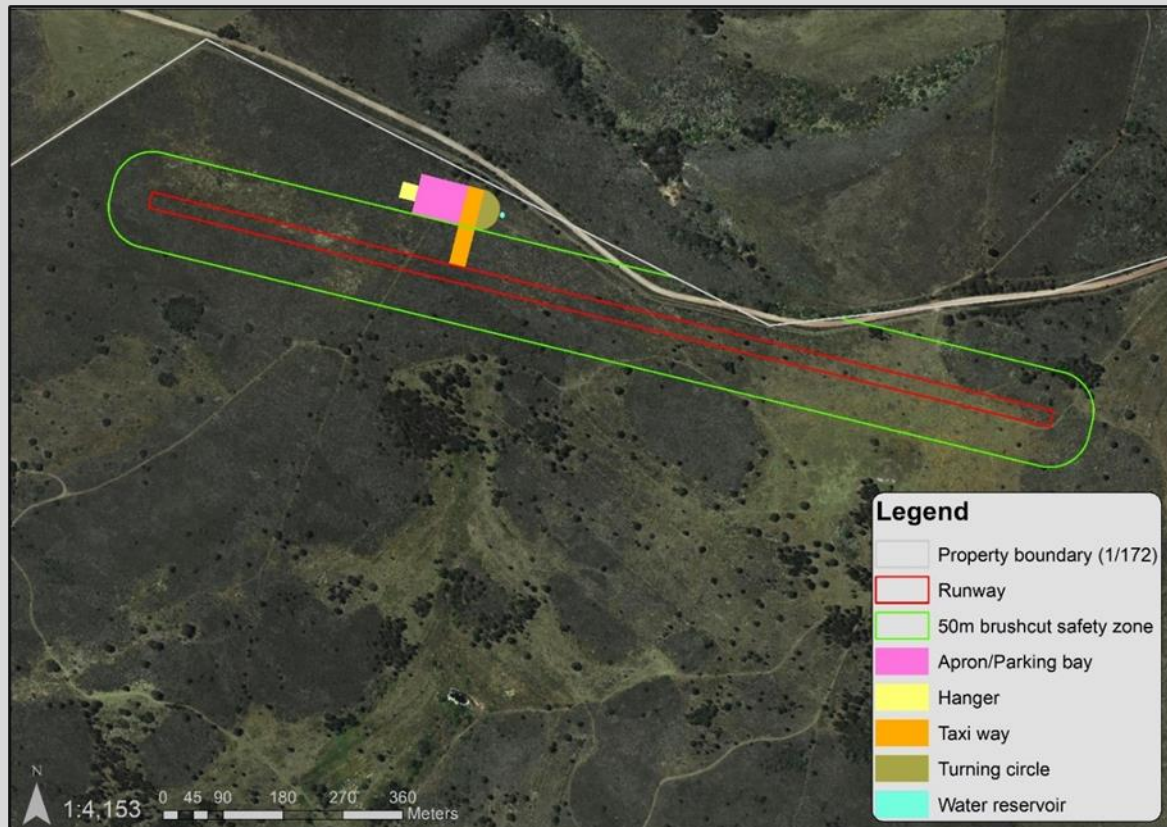 Legend
Property boundary (1/172)
Runway
50m brushcut safety zone
Apron/Parking bay
Hanger
Taxi way
Turning circle
Water reservoir
N
1:4,153
0 45 90 180 270 360
Meters